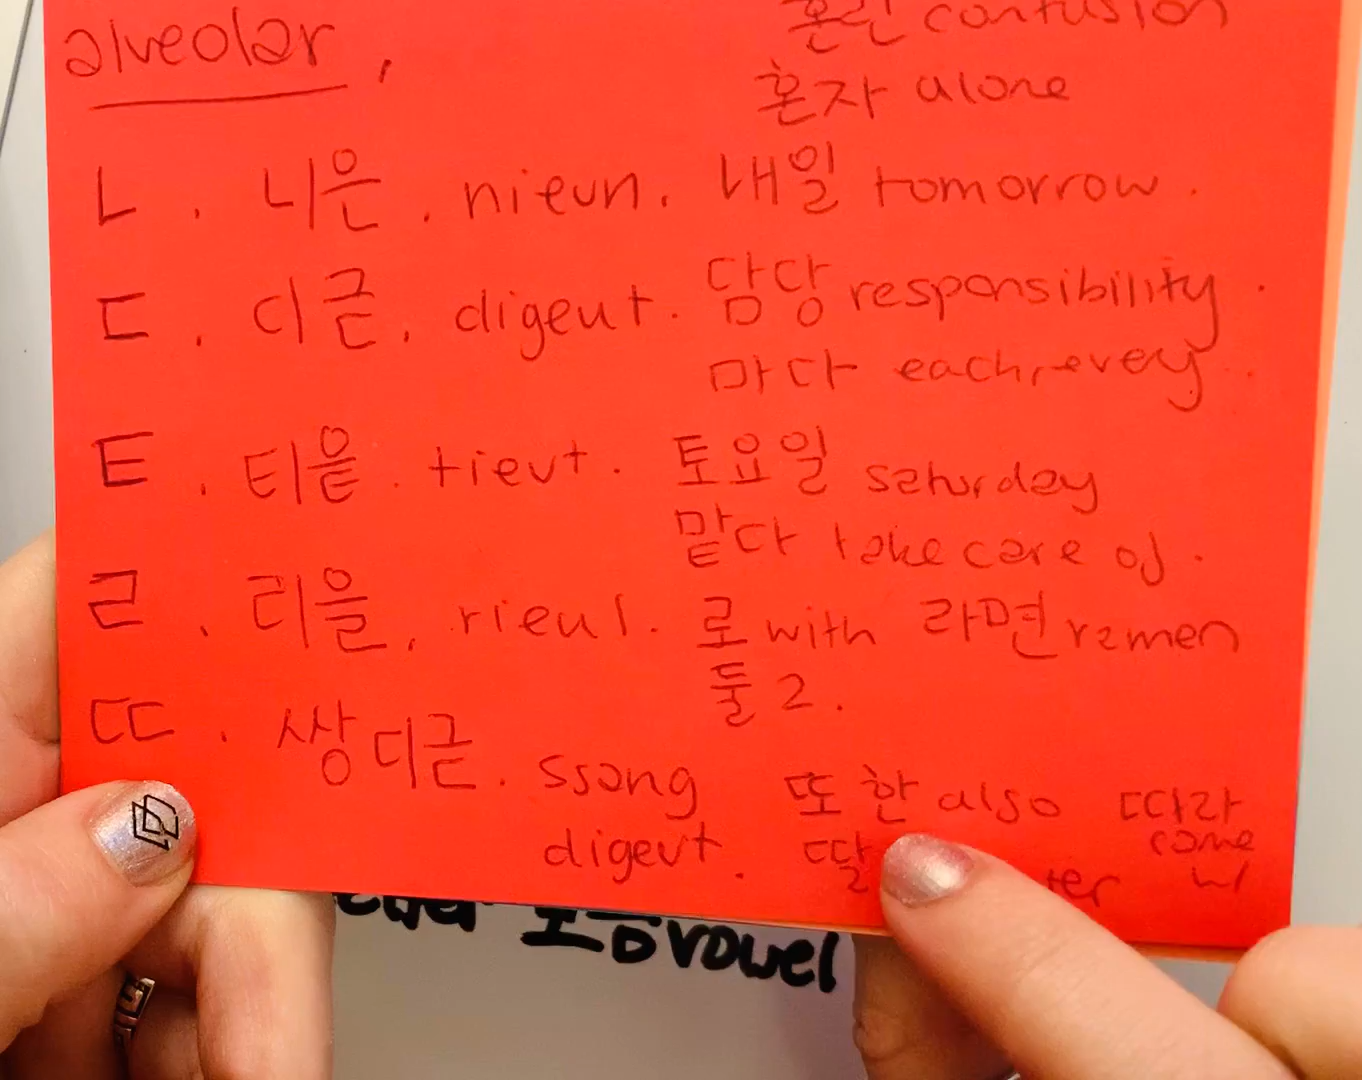 혼란 confusion
alveolar,
혼자 alone
ㄴ. 니은. nieun. 내일 tomorrow.
ㄷ. 디귿. digeut. 담당 responsibility.
마다 each, every.
ㅌ. 티읕. tieut. 토요일 saturday
맡다 take care of.
ㄹ. 리을. rieul. 로 with 라면 ramen
둘 2.
ㄸ. 쌍디귿. ssang digeut. 또한 also 따라 come w/
딸
모음 vowel